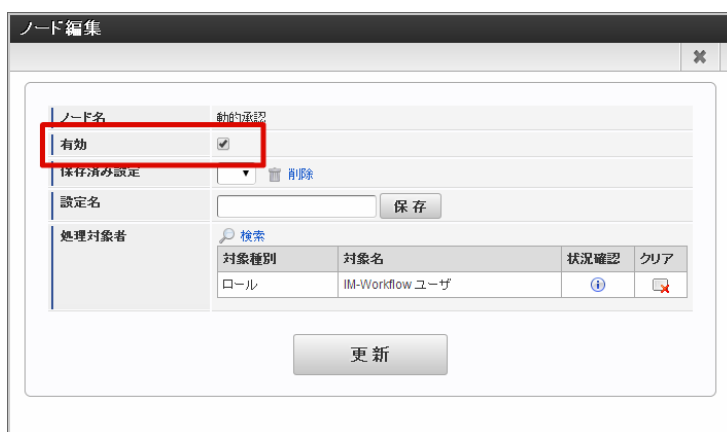 ノード編集
ノード名 動的承認
有効
保存済み設定 削除
設定名 保存
処理対象者 検索
対象種別 対象名 状況確認 クリア
ロール IM-Workflow ユーザ
更新